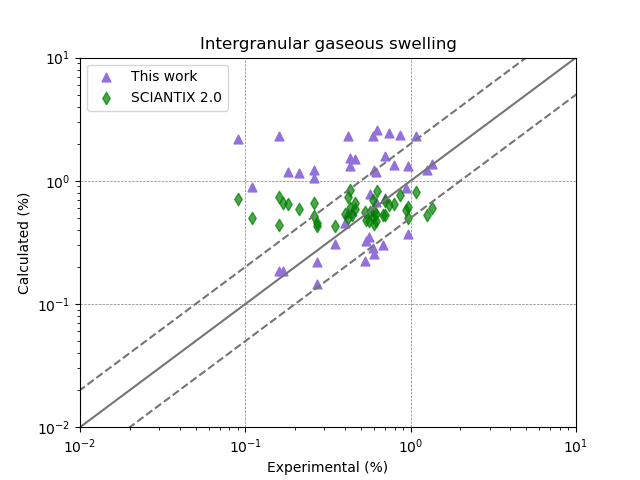 Intergranular gaseous swelling
This work
SCIANTIX 2.0
10¹
10⁰
10⁻¹
10⁻²
Calculated (%)
10⁻² 10⁻¹ 10⁰ 10¹
Experimental (%)